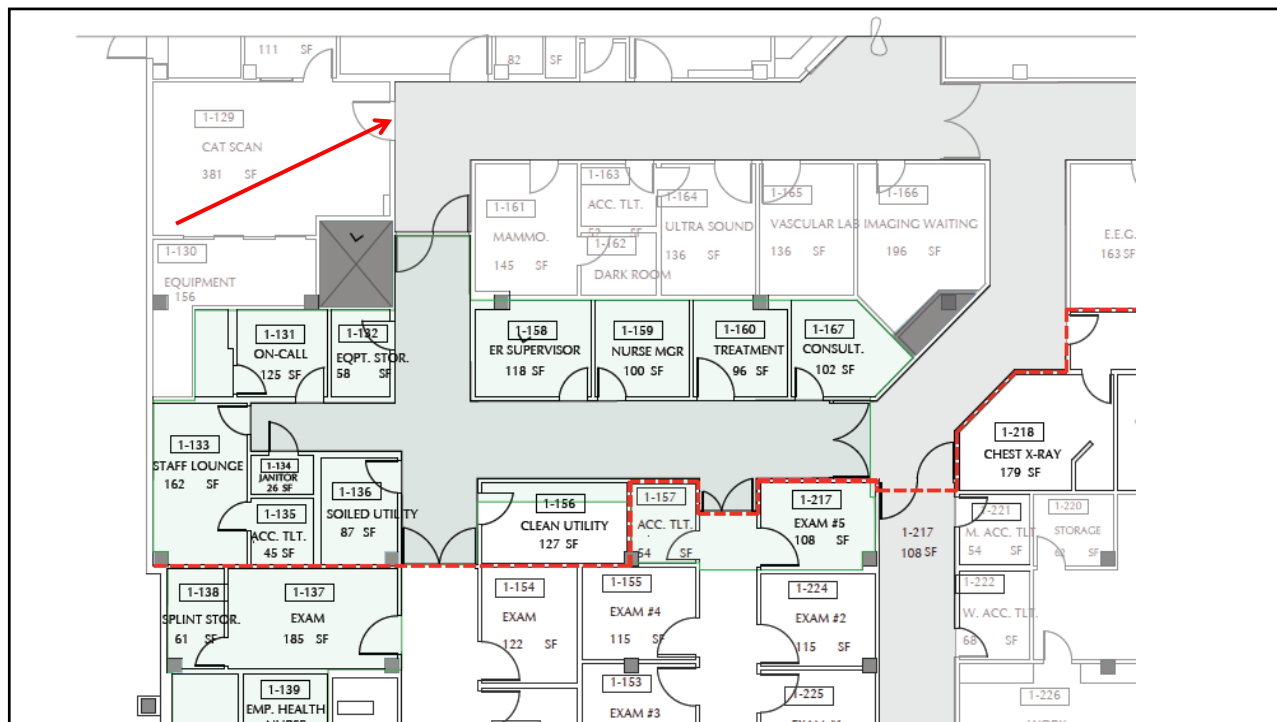 111 SF
82 SF
1-129
CAT SCAN
381 SF
1-130
EQUIPMENT
156
1-161
MAMMO.
145 SF
1-163
ACC. TLT.
52 SF
1-162
DARK ROOM
1-164
ULTRA SOUND
136 SF
1-165
VASCULAR LAB
136 SF
1-166
IMAGING WAITING
196 SF
E.E.G.
163 SF
1-131
ON-CALL
125 SF
1-132
EQPT. STOR.
58 SF
1-158
ER SUPERVISOR
118 SF
1-159
NURSE MGR
100 SF
1-160
TREATMENT
96 SF
1-167
CONSULT.
102 SF
1-133
STAFF LOUNGE
162 SF
1-134
JANITOR
26 SF
1-135
ACC. TLT.
45 SF
1-136
SOILED UTILITY
87 SF
1-156
CLEAN UTILITY
127 SF
1-157
ACC. TLT.
54 SF
1-217
EXAM #5
108 SF
1-217
108 SF
1-218
CHEST X-RAY
179 SF
1-221
M. ACC TLT
54 SF
1-220
STORAGE
SF
1-222
W. ACC TLT.
68 SF
1-138
SPLINT STOR.
61 SF
1-137
EXAM
185 SF
1-154
EXAM
122 SF
1-155
EXAM #4
115 SF
1-224
EXAM #2
115 SF
1-139
EMP. HEALTH
NURSE
1-153
EXAM #3
1-225
1-226